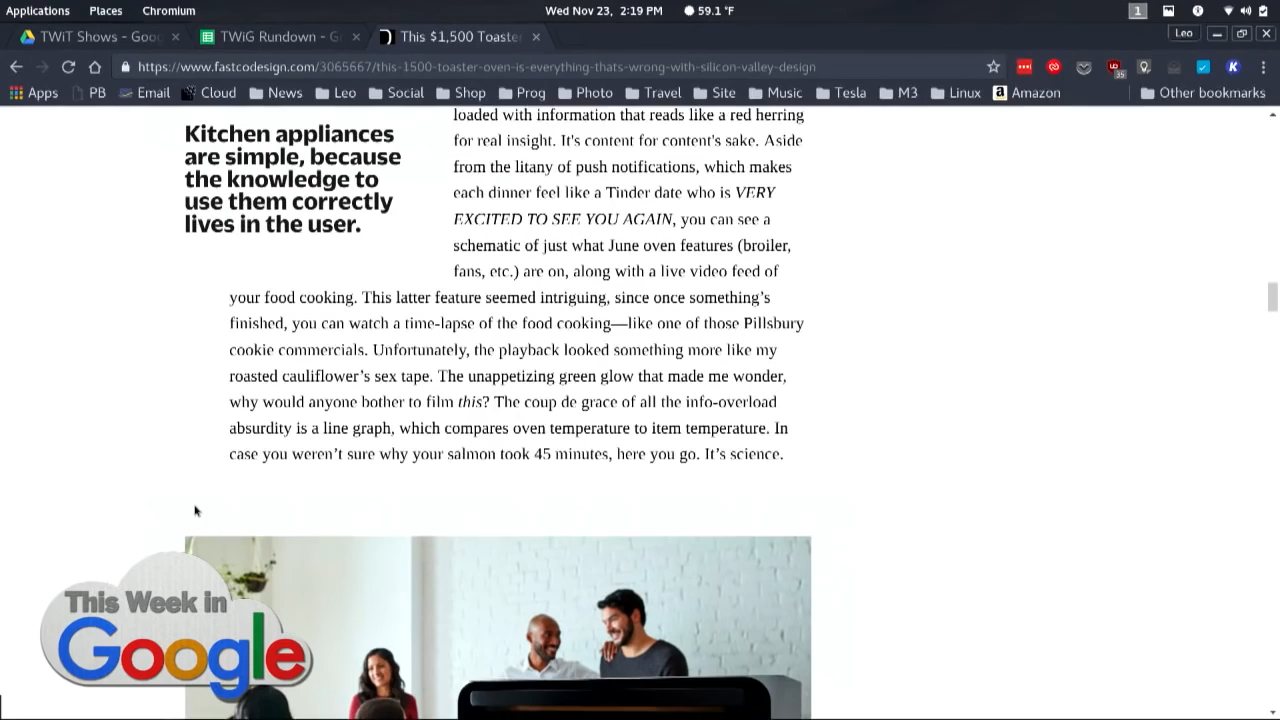 Applications Places Chromium Wed Nov 23, 2:19 PM 59.1 °F 1
TWiT Shows - Goo TWiG Rundown - G This $1,500 Toaste Leo
https://www.fastcodesign.com/3065667/this-1500-toaster-oven-is-everything-thats-wrong-with-silicon-valley-design 35
Apps PB Email Cloud News Leo Social Shop Prog Photo Travel Site Music Tesla M3 Linux Amazon Other bookmarks
Kitchen appliances
are simple, because
the knowledge to
use them correctly
lives in the user.
loaded with information that reads like a red herring
for real insight. It's content for content's sake. Aside
from the litany of push notifications, which makes
each dinner feel like a Tinder date who is VERY
EXCITED TO SEE YOU AGAIN, you can see a
schematic of just what June oven features (broiler,
fans, etc.) are on, along with a live video feed of
your food cooking. This latter feature seemed intriguing, since once something's
finished, you can watch a time-lapse of the food cooking—like one of those Pillsbury
cookie commercials. Unfortunately, the playback looked something more like my
roasted cauliflower's sex tape. The unappetizing green glow that made me wonder,
why would anyone bother to film this? The coup de grace of all the info-overload
absurdity is a line graph, which compares oven temperature to item temperature. In
case you weren't sure why your salmon took 45 minutes, here you go. It's science.
This Week in
Google